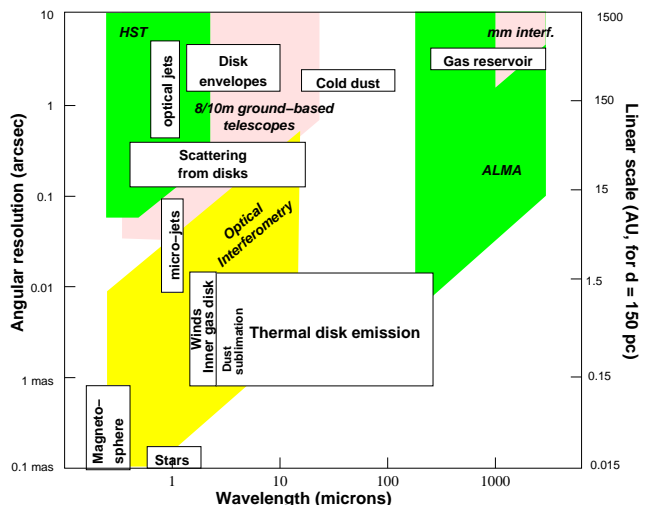 10
1
0.1
0.01
1 mas
0.1 mas
Angular resolution (arcsec)
HST
optical jets
Disk
envelopes
Cold dust
8/10m ground–based
telescopes
mm interf.
Gas reservoir
ALMA
Scattering
from disks
micro–jets
Optical
Interferometry
Winds
Inner gas disk
Dust
sublimation
Thermal disk emission
Magneto–
sphere
Stars
1
10
100
1000
Wavelength (microns)
1500
150
15
1.5
0.15
0.015
Linear scale (AU, for d = 150 pc)